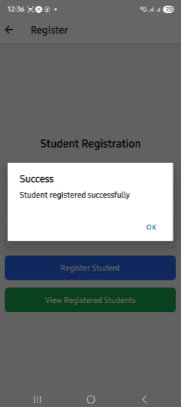 12:36
Register
Student Registration
Success
Student registered successfully
OK
Register Student
View Registered Students